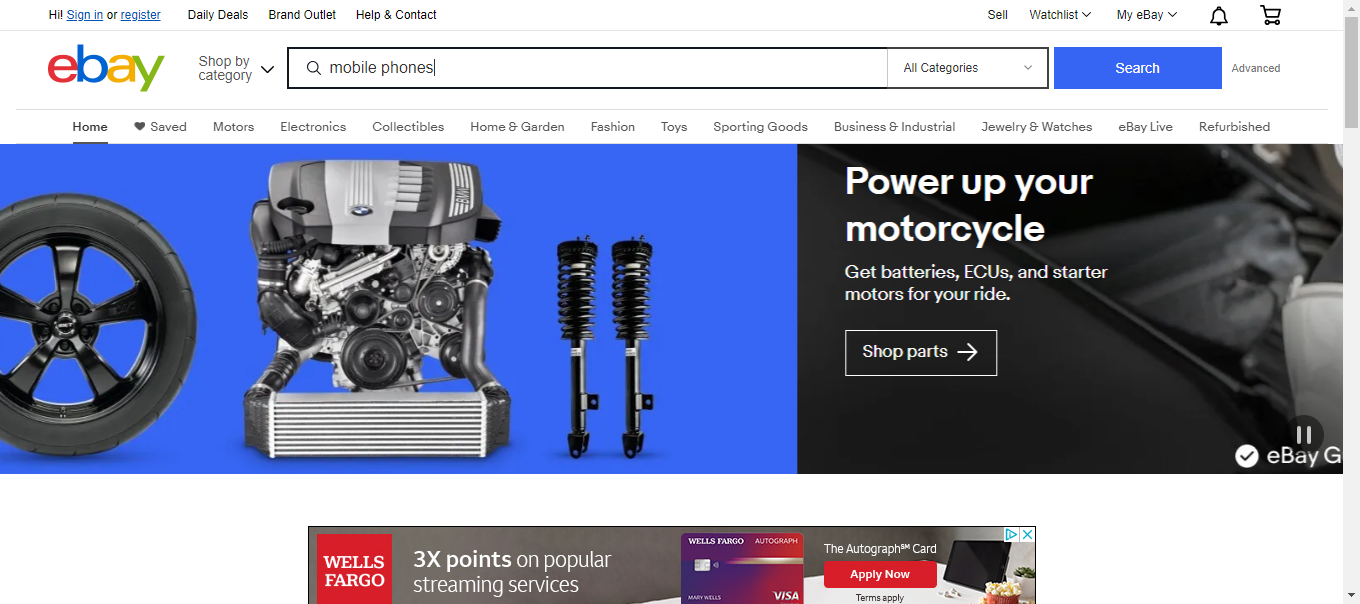 Hi! Sign in or register Daily Deals Brand Outlet Help & Contact Sell Watchlist My eBay
ebay
Shop by
category
mobile phones
All Categories
Search
Advanced
Home Saved Motors Electronics Collectibles Home & Garden Fashion Toys Sporting Goods Business & Industrial Jewelry & Watches eBay Live Refurbished
BMW
Power up your
motorcycle
Get batteries, ECUs, and starter
motors for your ride.
Shop parts
eBay G
WELLS
FARGO
3X points on popular
streaming services
WELLS FARGO AUTOGRAPH
MARY WELLS VISA
The Autograph℠ Card
Apply Now
Terms apply